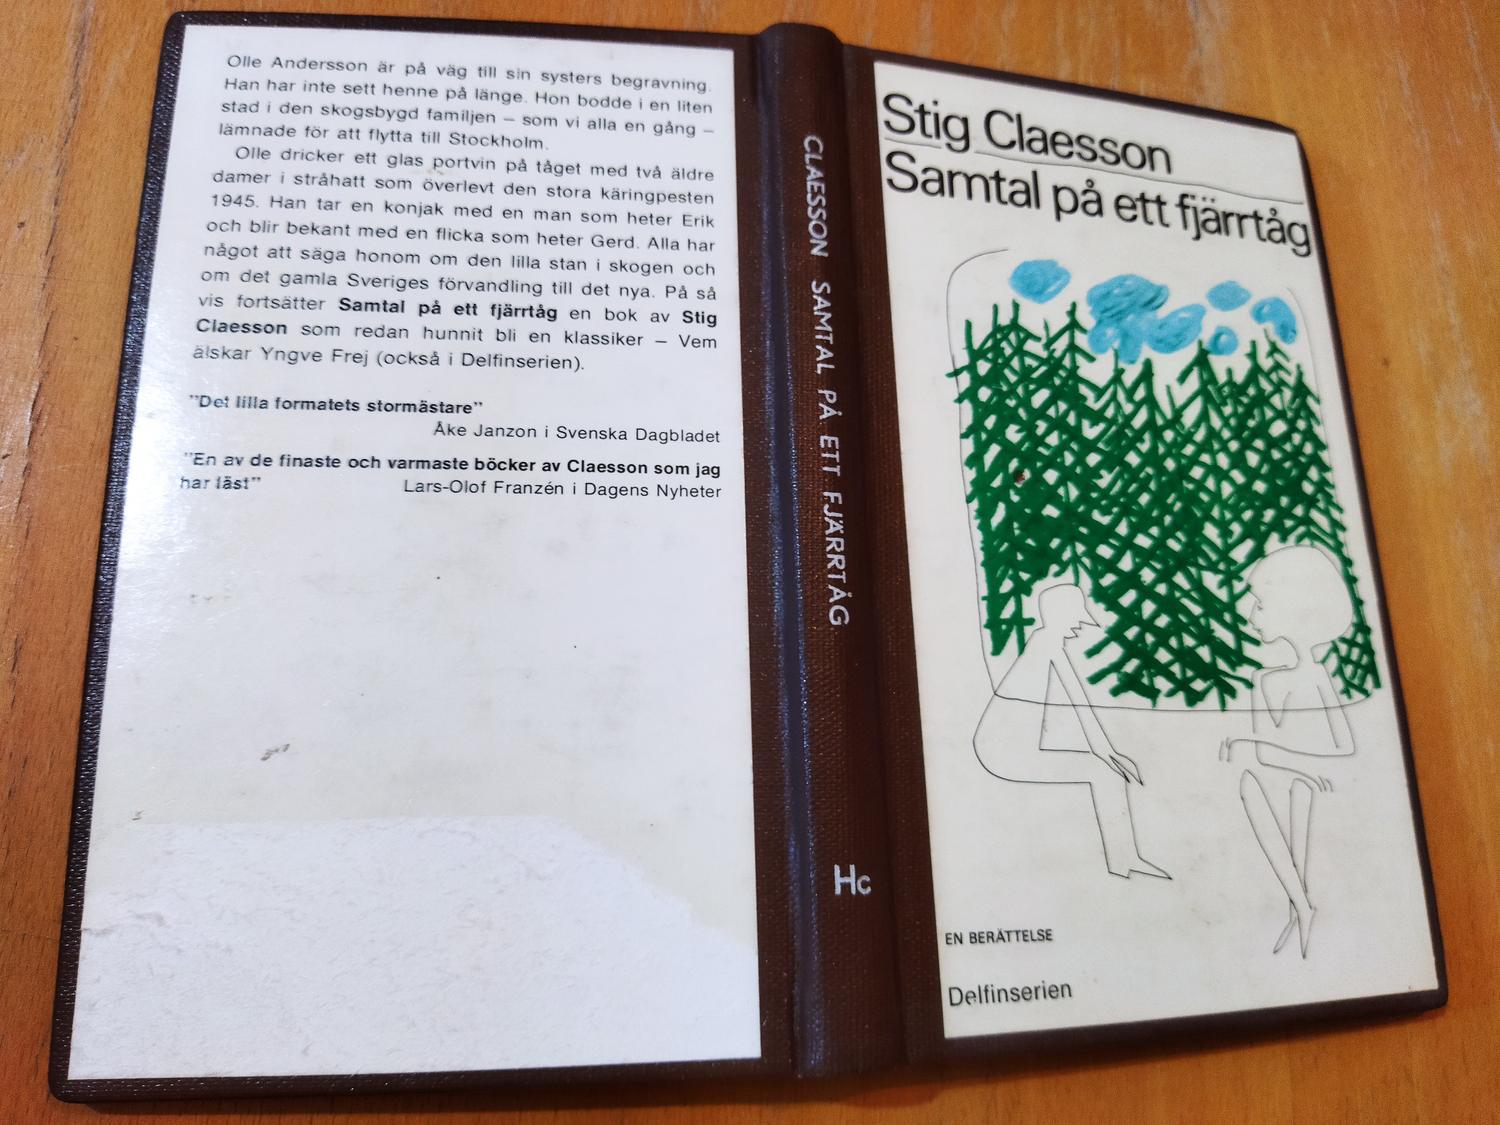 Olle Andersson är på väg till sin systers begravning.
Han har inte sett henne på länge. Hon bodde i en liten
stad i den skogsbygd familjen – som vi alla en gång –
lämnade för att flytta till Stockholm.
Olle dricker ett glas portvin på tåget med två äldre
damer i stråhatt som överlevt den stora käringpesten
1945. Han tar en konjak med en man som heter Erik
och blir bekant med en flicka som heter Gerd. Alla har
något att säga honom om den lilla stan i skogen och
om det gamla Sveriges förvandling till det nya. På så
vis fortsätter Samtal på ett fjärrtåg en bok av Stig
Claesson som redan hunnit bli en klassiker – Vem
älskar Yngve Frej (också i Delfinserien).
"Det lilla formatets stormästare"
Åke Janzon i Svenska Dagbladet
"En av de finaste och varmaste böcker av Claesson som jag
har läst" Lars-Olof Franzén i Dagens Nyheter
CLAESSON SAMTAL PÅ ETT FJÄRRTÅG
Hc
Stig Claesson
Samtal på ett fjärrtåg
EN BERÄTTELSE
Delfinserien